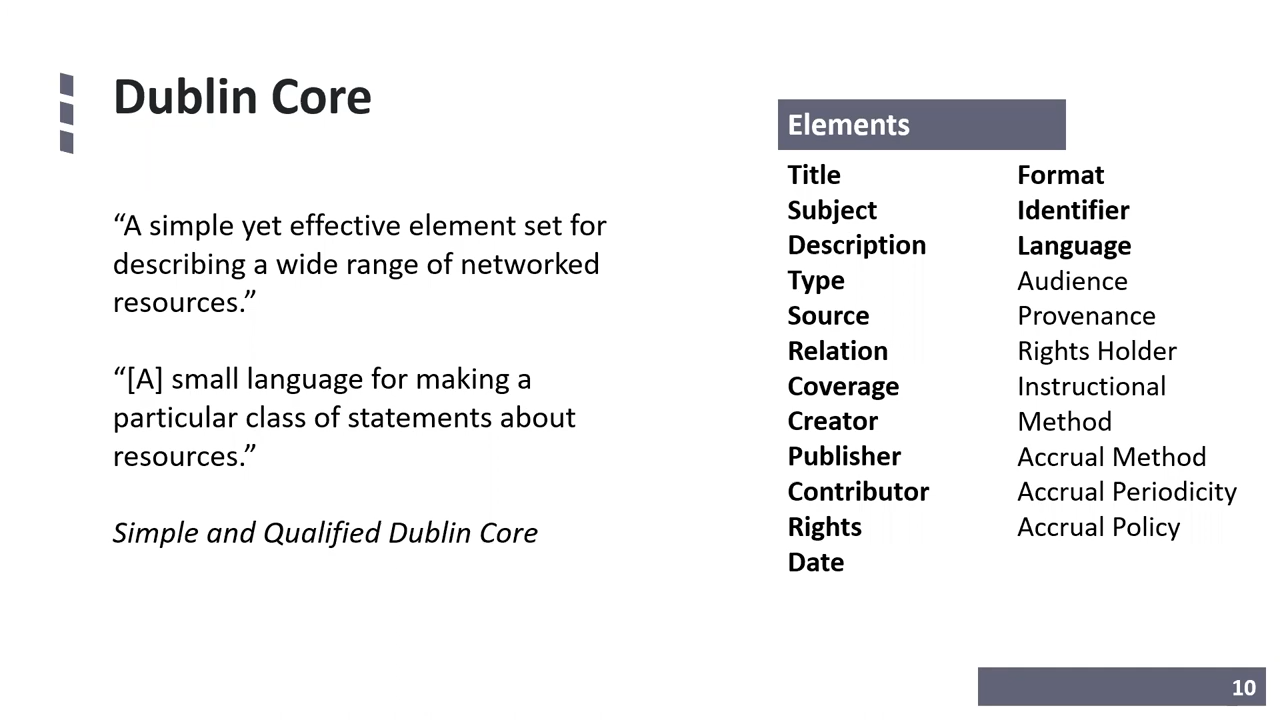 Dublin Core
“A simple yet effective element set for
describing a wide range of networked
resources.”
“[A] small language for making a
particular class of statements about
resources.”
Simple and Qualified Dublin Core
Elements
Title
Subject
Description
Type
Source
Relation
Coverage
Creator
Publisher
Contributor
Rights
Date
Format
Identifier
Language
Audience
Provenance
Rights Holder
Instructional
Method
Accrual Method
Accrual Periodicity
Accrual Policy
10